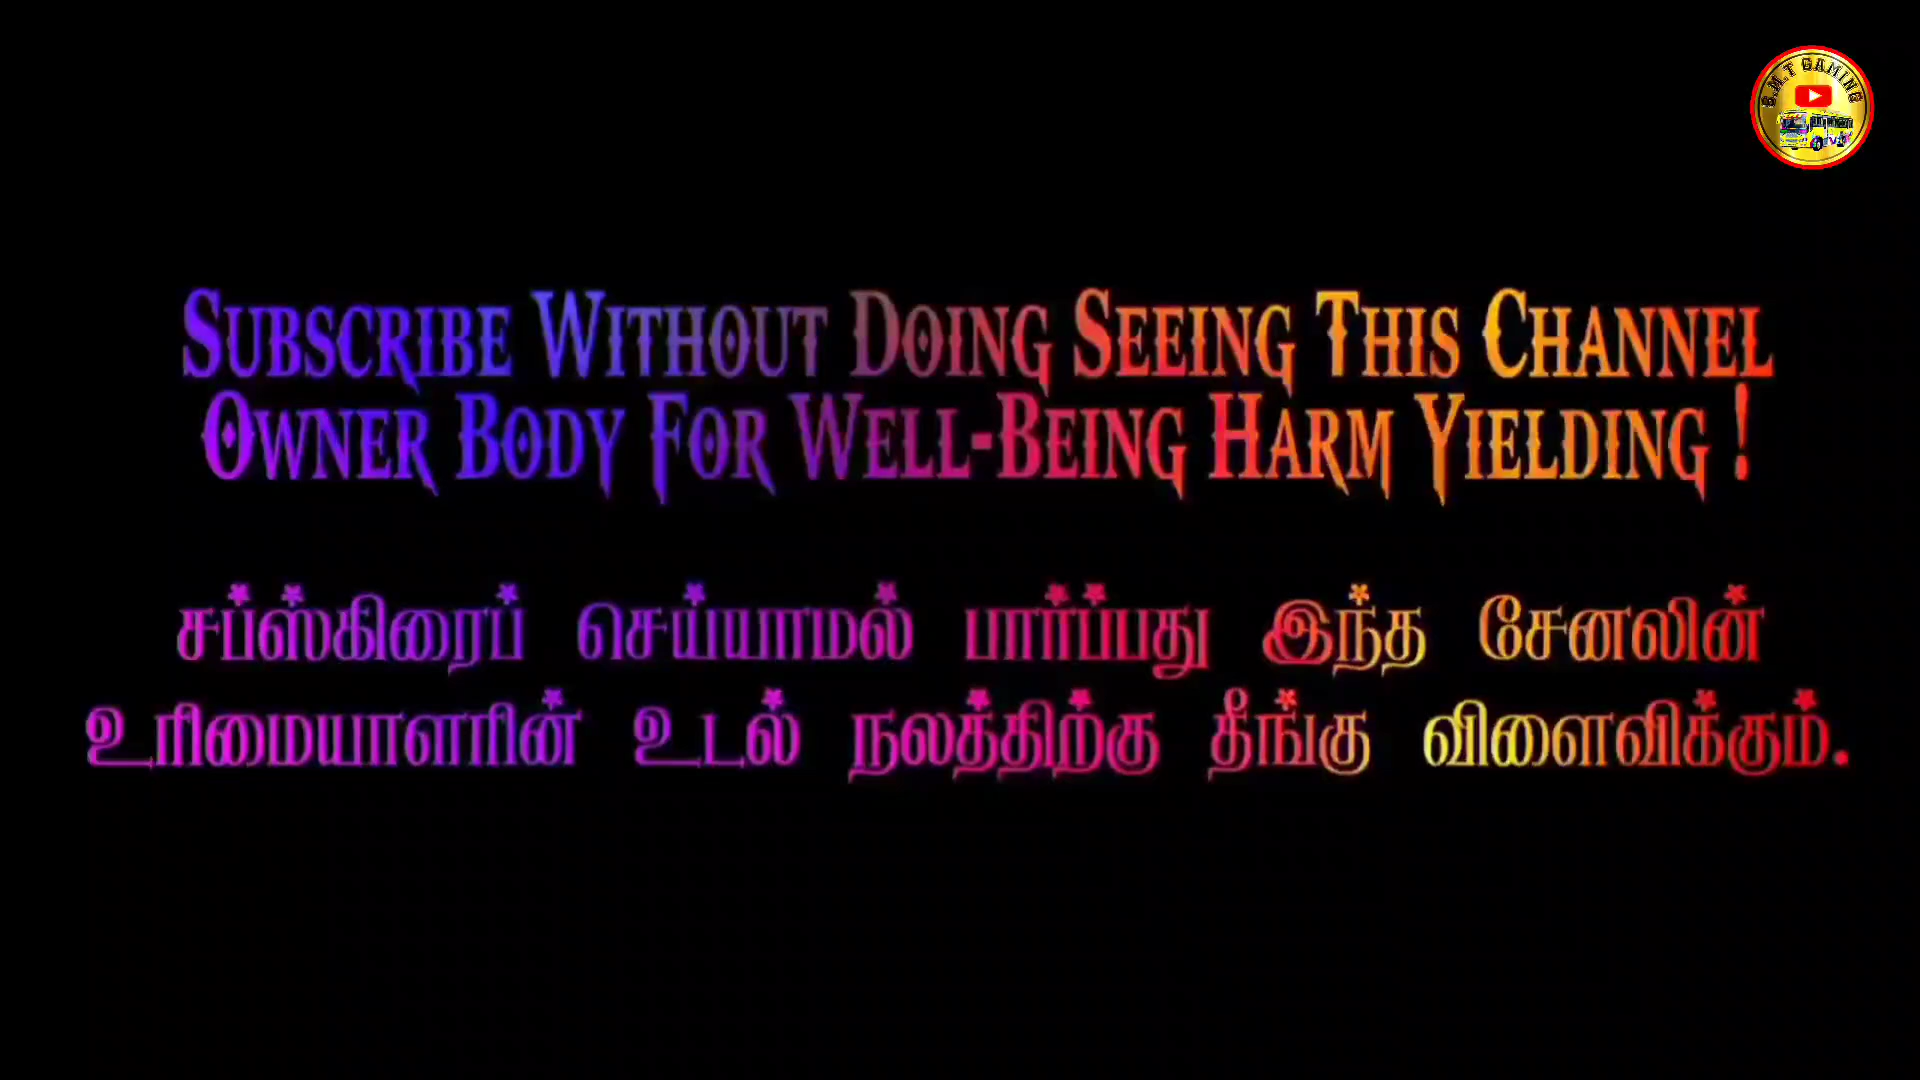 S.M.T GAMING
Subscribe Without Doing Seeing This Channel
Owner Body For Well-Being Harm Yielding !
சப்ஸ்கிரைப் செய்யாமல் பார்ப்பது இந்த சேனலின்
உரிமையாளரின் உடல் நலத்திற்கு தீங்கு விளைவிக்கும்.